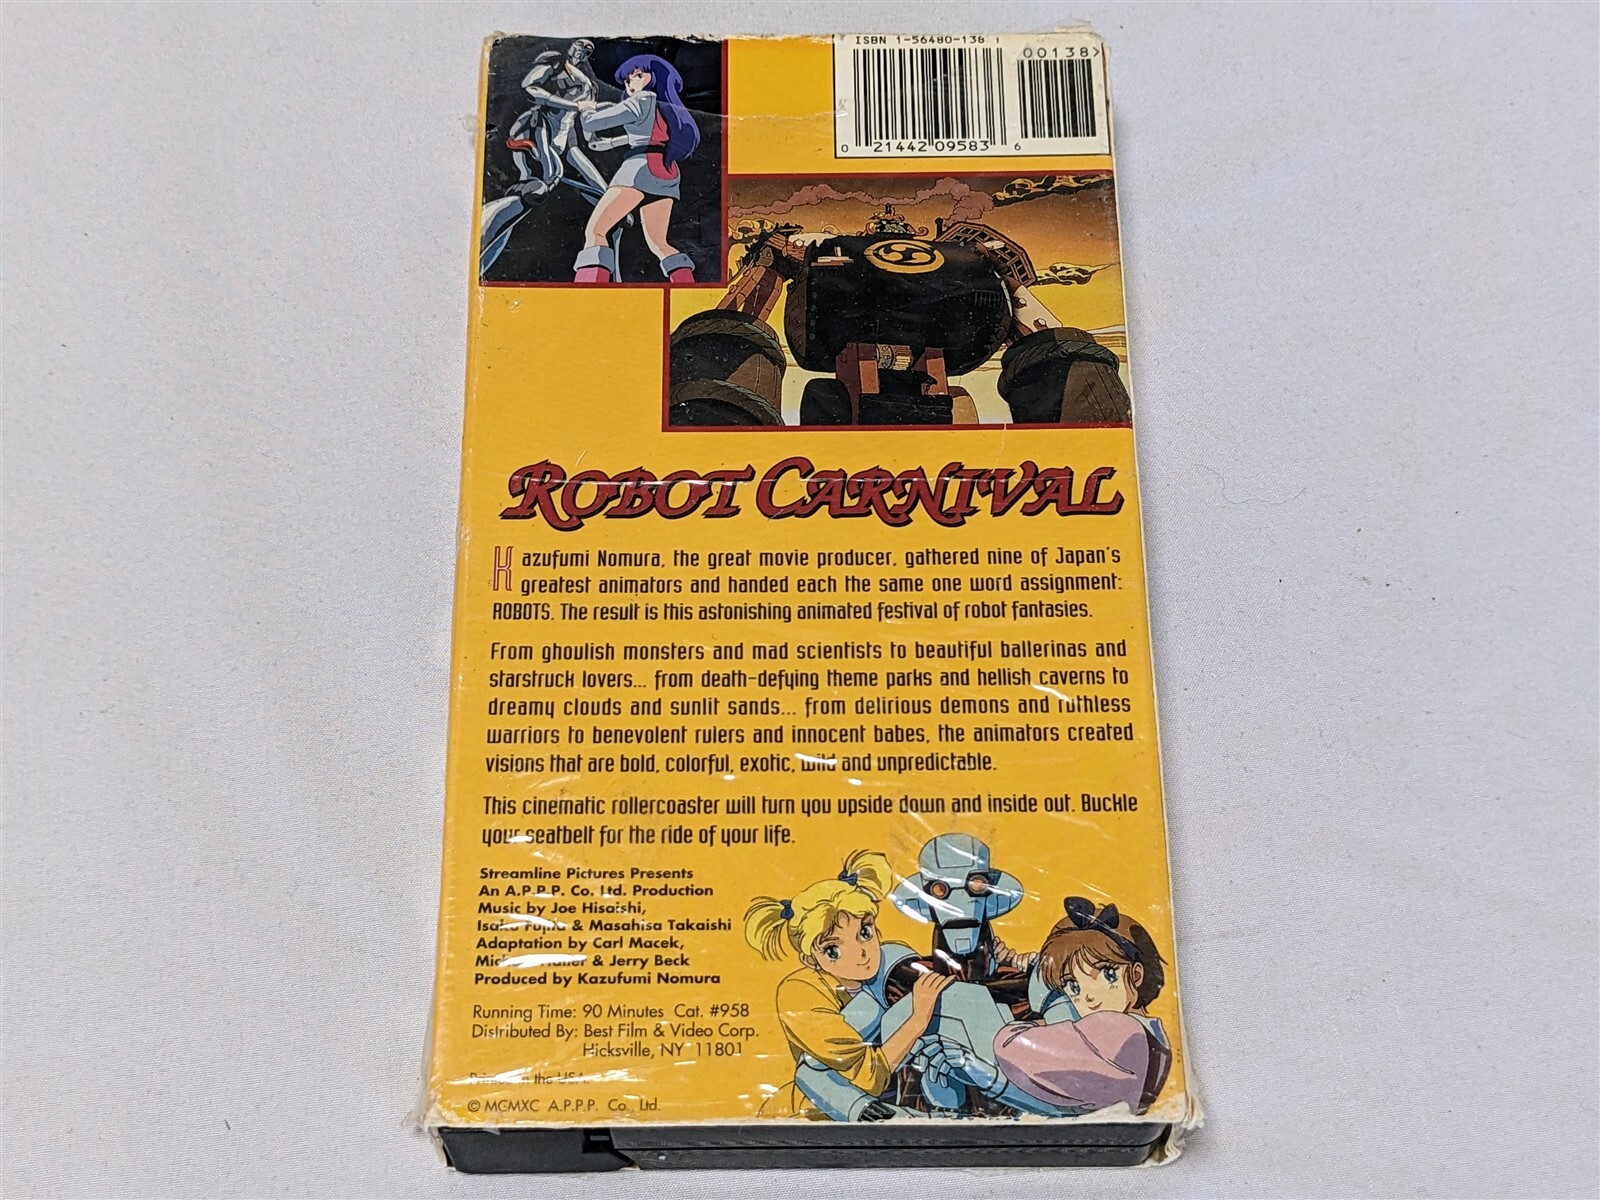 ISBN 1-56480-138
00138>
0 21442 09583 6
ROBOT CARNIVAL
Kazufumi Nomura, the great movie producer, gathered nine of Japan's
greatest animators and handed each the same one word assignment:
ROBOTS. The result is this astonishing animated festival of robot fantasies.
From ghoulish monsters and mad scientists to beautiful ballerinas and
starstruck lovers... from death-defying theme parks and hellish caverns to
dreamy clouds and sunlit sands... from delirious demons and ruthless
warriors to benevolent rulers and innocent babes, the animators created
visions that are bold, colorful, exotic, wild and unpredictable.
This cinematic rollercoaster will turn you upside down and inside out. Buckle
your seatbelt for the ride of your life.
Streamline Pictures Presents
An A.P.P.P. Co. Ltd. Production
Music by Joe Hisaishi,
Isaku Fujita & Masahisa Takaishi
Adaptation by Carl Macek,
& Jerry Beck
Produced by Kazufumi Nomura
Running Time: 90 Minutes Cat. #958
Distributed By: Best Film & Video Corp.
Hicksville, NY 11801
Printed in the USA.
© MCMXC A.P.P.P. Co., Ltd.